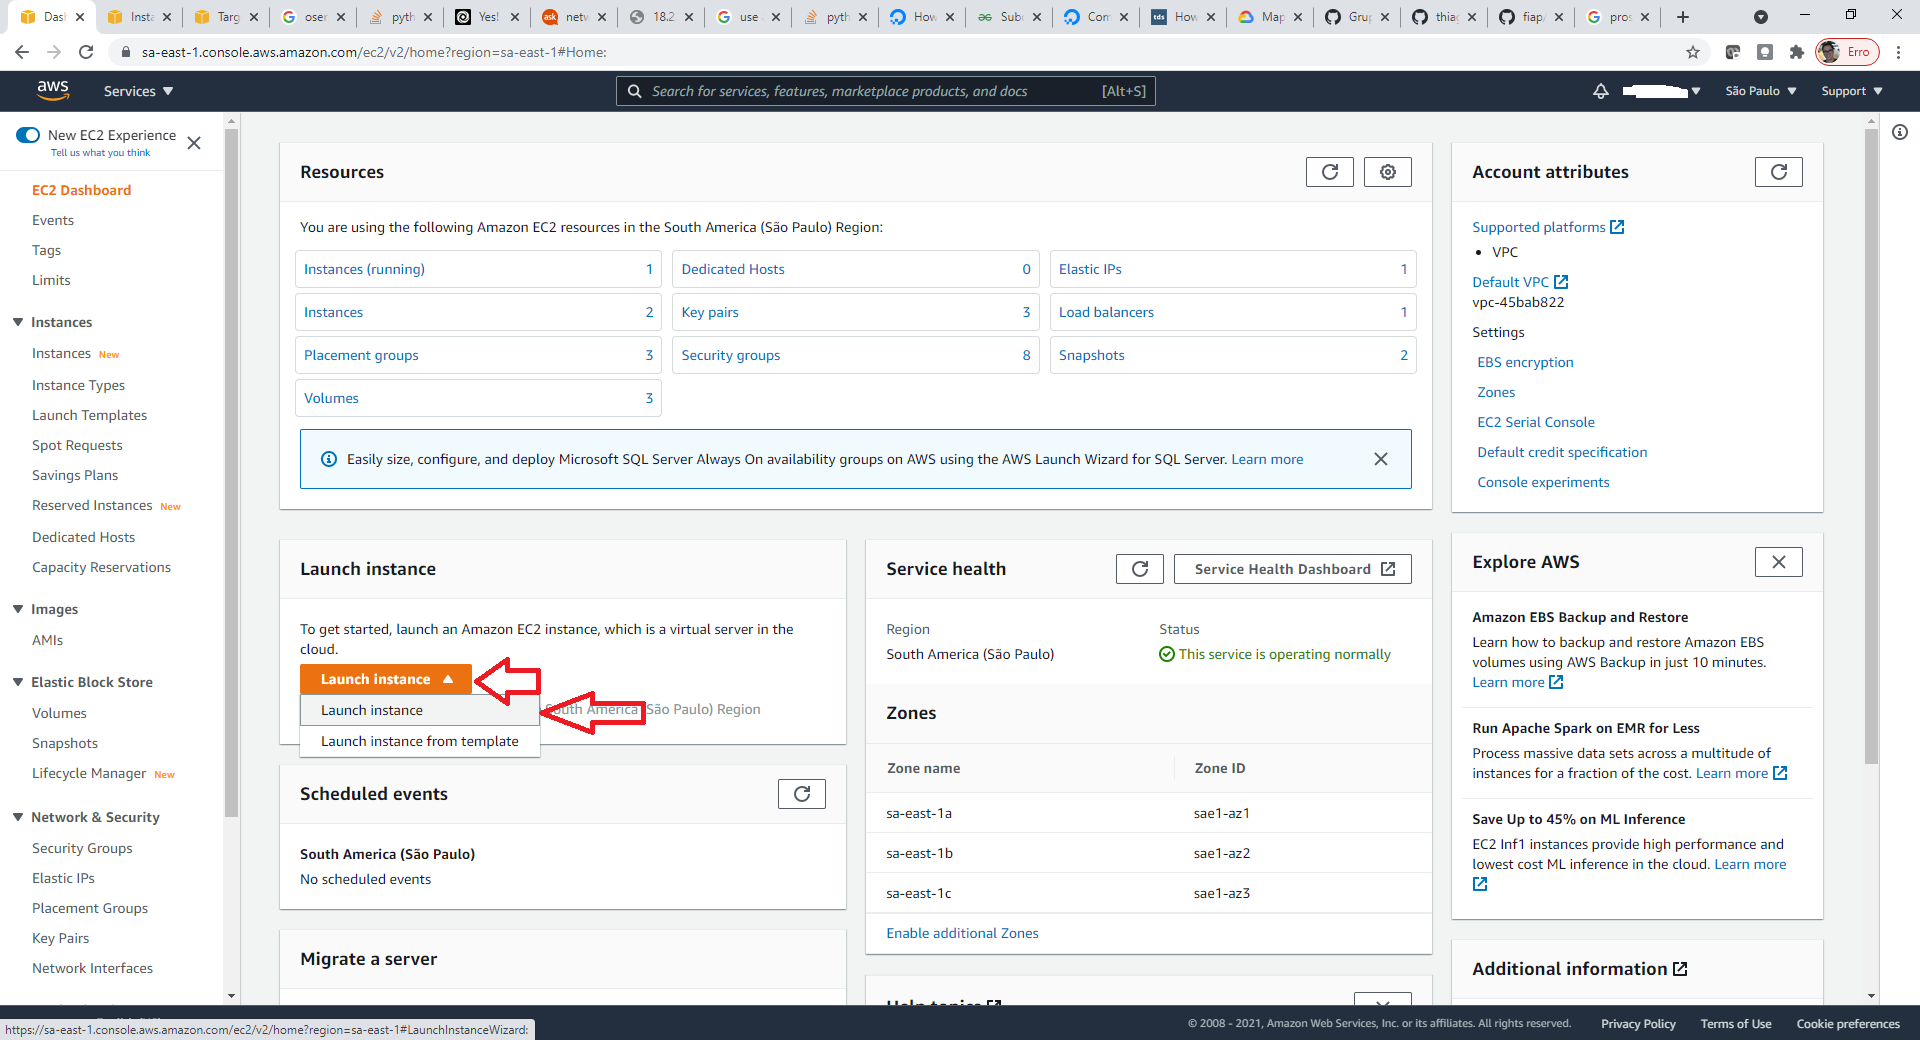 Dasl
Insta
Targ
oser
pyth
Yes!
netw
18.2
use
pyth
How
Sub
Com
How
Map
Grup
thia
fiap/
pros
sa-east-1.console.aws.amazon.com/ec2/v2/home?region=sa-east-1#Home:
Erro
aws
Services
Search for services, features, marketplace products, and docs [Alt+S]
São Paulo
Support
New EC2 Experience
Tell us what you think
EC2 Dashboard
Events
Tags
Limits
Instances
Instances New
Instance Types
Launch Templates
Spot Requests
Savings Plans
Reserved Instances New
Dedicated Hosts
Capacity Reservations
Images
AMIs
Elastic Block Store
Volumes
Snapshots
Lifecycle Manager New
Network & Security
Security Groups
Elastic IPs
Placement Groups
Key Pairs
Network Interfaces
Resources
You are using the following Amazon EC2 resources in the South America (São Paulo) Region:
Instances (running) 1
Dedicated Hosts 0
Elastic IPs 1
Instances 2
Key pairs 3
Load balancers 1
Placement groups 3
Security groups 8
Snapshots 2
Volumes 3
Easily size, configure, and deploy Microsoft SQL Server Always On availability groups on AWS using the AWS Launch Wizard for SQL Server. Learn more
Launch instance
To get started, launch an Amazon EC2 instance, which is a virtual server in the
cloud.
Launch instance
Launch instance
South America (São Paulo) Region
Launch instance from template
Scheduled events
South America (São Paulo)
No scheduled events
Migrate a server
Service health
Service Health Dashboard
Region
Status
South America (São Paulo)
This service is operating normally
Zones
Zone name
Zone ID
sa-east-1a
sae1-az1
sa-east-1b
sae1-az2
sa-east-1c
sae1-az3
Enable additional Zones
Help topics
Account attributes
Supported platforms
VPC
Default VPC
vpc-45bab822
Settings
EBS encryption
Zones
EC2 Serial Console
Default credit specification
Console experiments
Explore AWS
Amazon EBS Backup and Restore
Learn how to backup and restore Amazon EBS
volumes using AWS Backup in just 10 minutes.
Learn more
Run Apache Spark on EMR for Less
Process massive data sets across a multitude of
instances for a fraction of the cost. Learn more
Save Up to 45% on ML Inference
EC2 Inf1 instances provide high performance and
lowest cost ML inference in the cloud. Learn more
Additional information
https://sa-east-1.console.aws.amazon.com/ec2/v2/home?region=sa-east-1#LaunchInstanceWizard:
© 2008 - 2021, Amazon Web Services, Inc. or its affiliates. All rights reserved.
Privacy Policy
Terms of Use
Cookie preferences